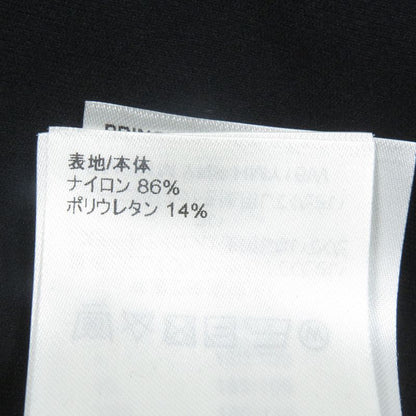 表地/本体
ナイロン 86%
ポリウレタン 14%